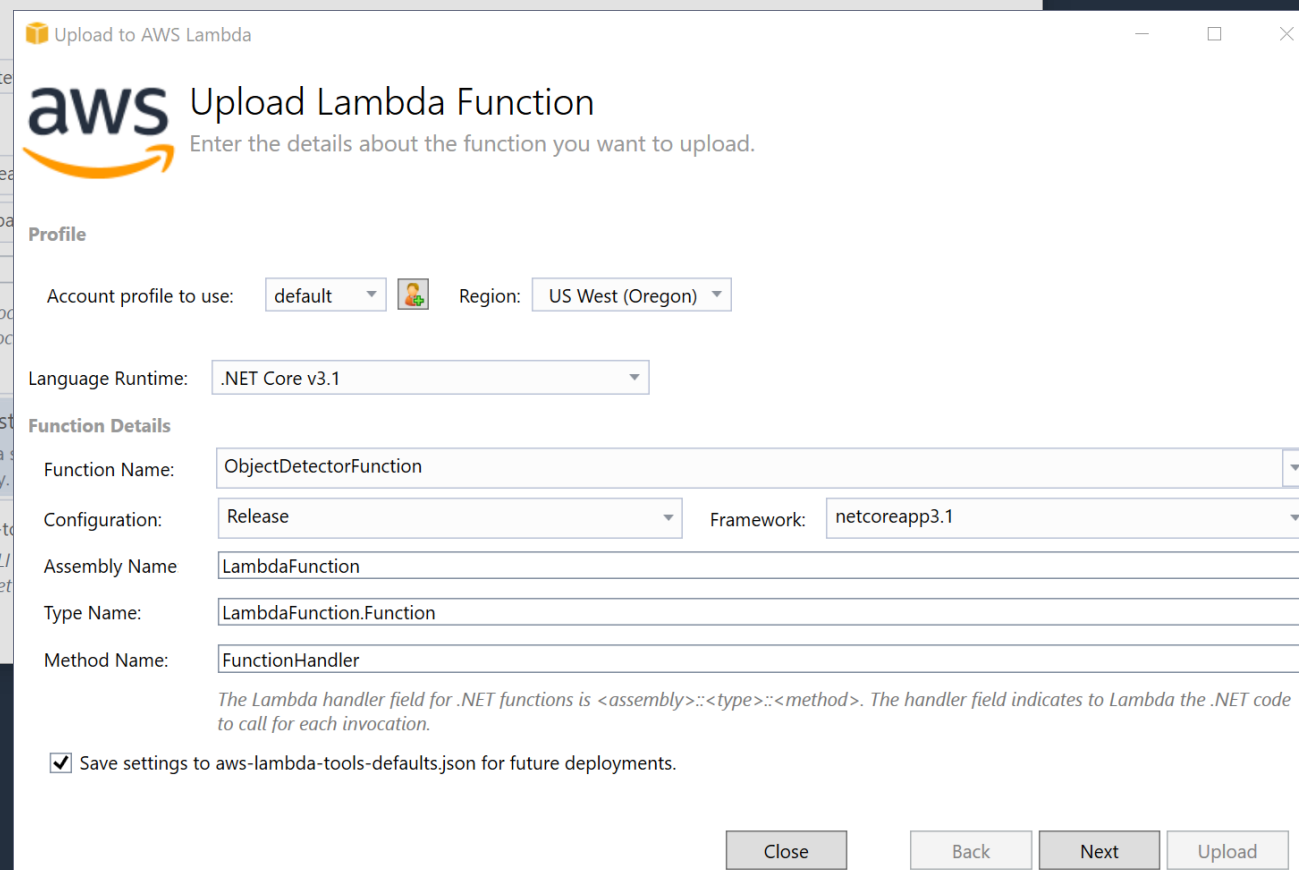 Upload to AWS Lambda
aws
Upload Lambda Function
Enter the details about the function you want to upload.
Profile
Account profile to use: default Region: US West (Oregon)
Language Runtime: .NET Core v3.1
Function Details
Function Name: ObjectDetectorFunction
Configuration: Release Framework: netcoreapp3.1
Assembly Name LambdaFunction
Type Name: LambdaFunction.Function
Method Name: FunctionHandler
The Lambda handler field for .NET functions is <assembly>::<type>::<method>. The handler field indicates to Lambda the .NET code
to call for each invocation.
Save settings to aws-lambda-tools-defaults.json for future deployments.
Close Back Next Upload